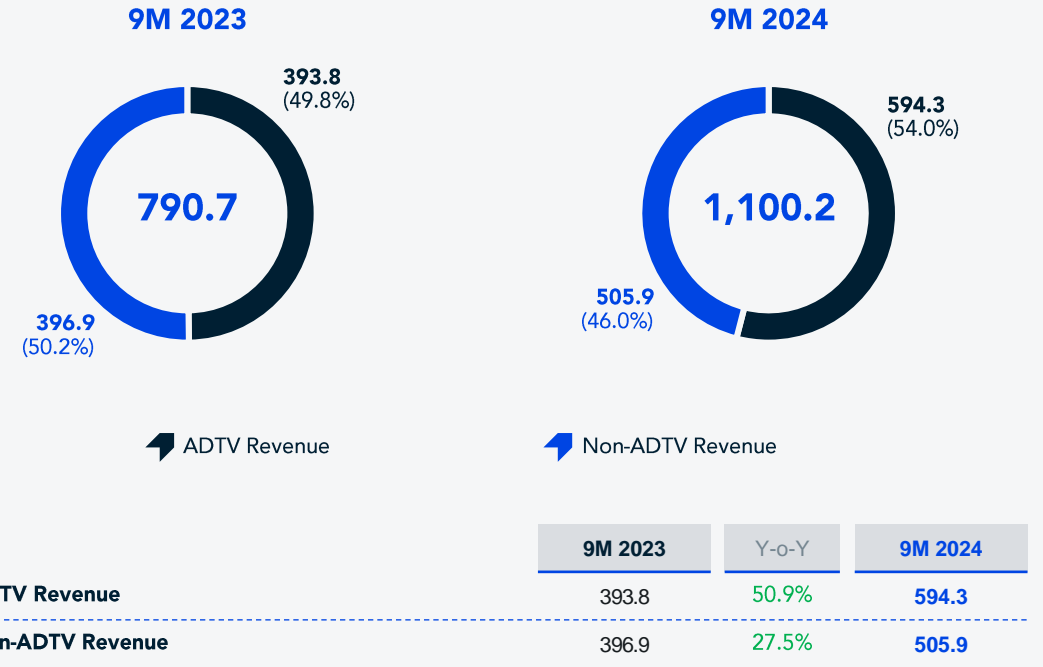 9M 2023 9M 2024
393.8
(49.8%)
594.3
(54.0%)
790.7 1,100.2
505.9
(46.0%)
396.9
(50.2%)
ADTV Revenue Non-ADTV Revenue
9M 2023 Y-o-Y 9M 2024
TV Revenue 393.8 50.9% 594.3
n-ADTV Revenue 396.9 27.5% 505.9